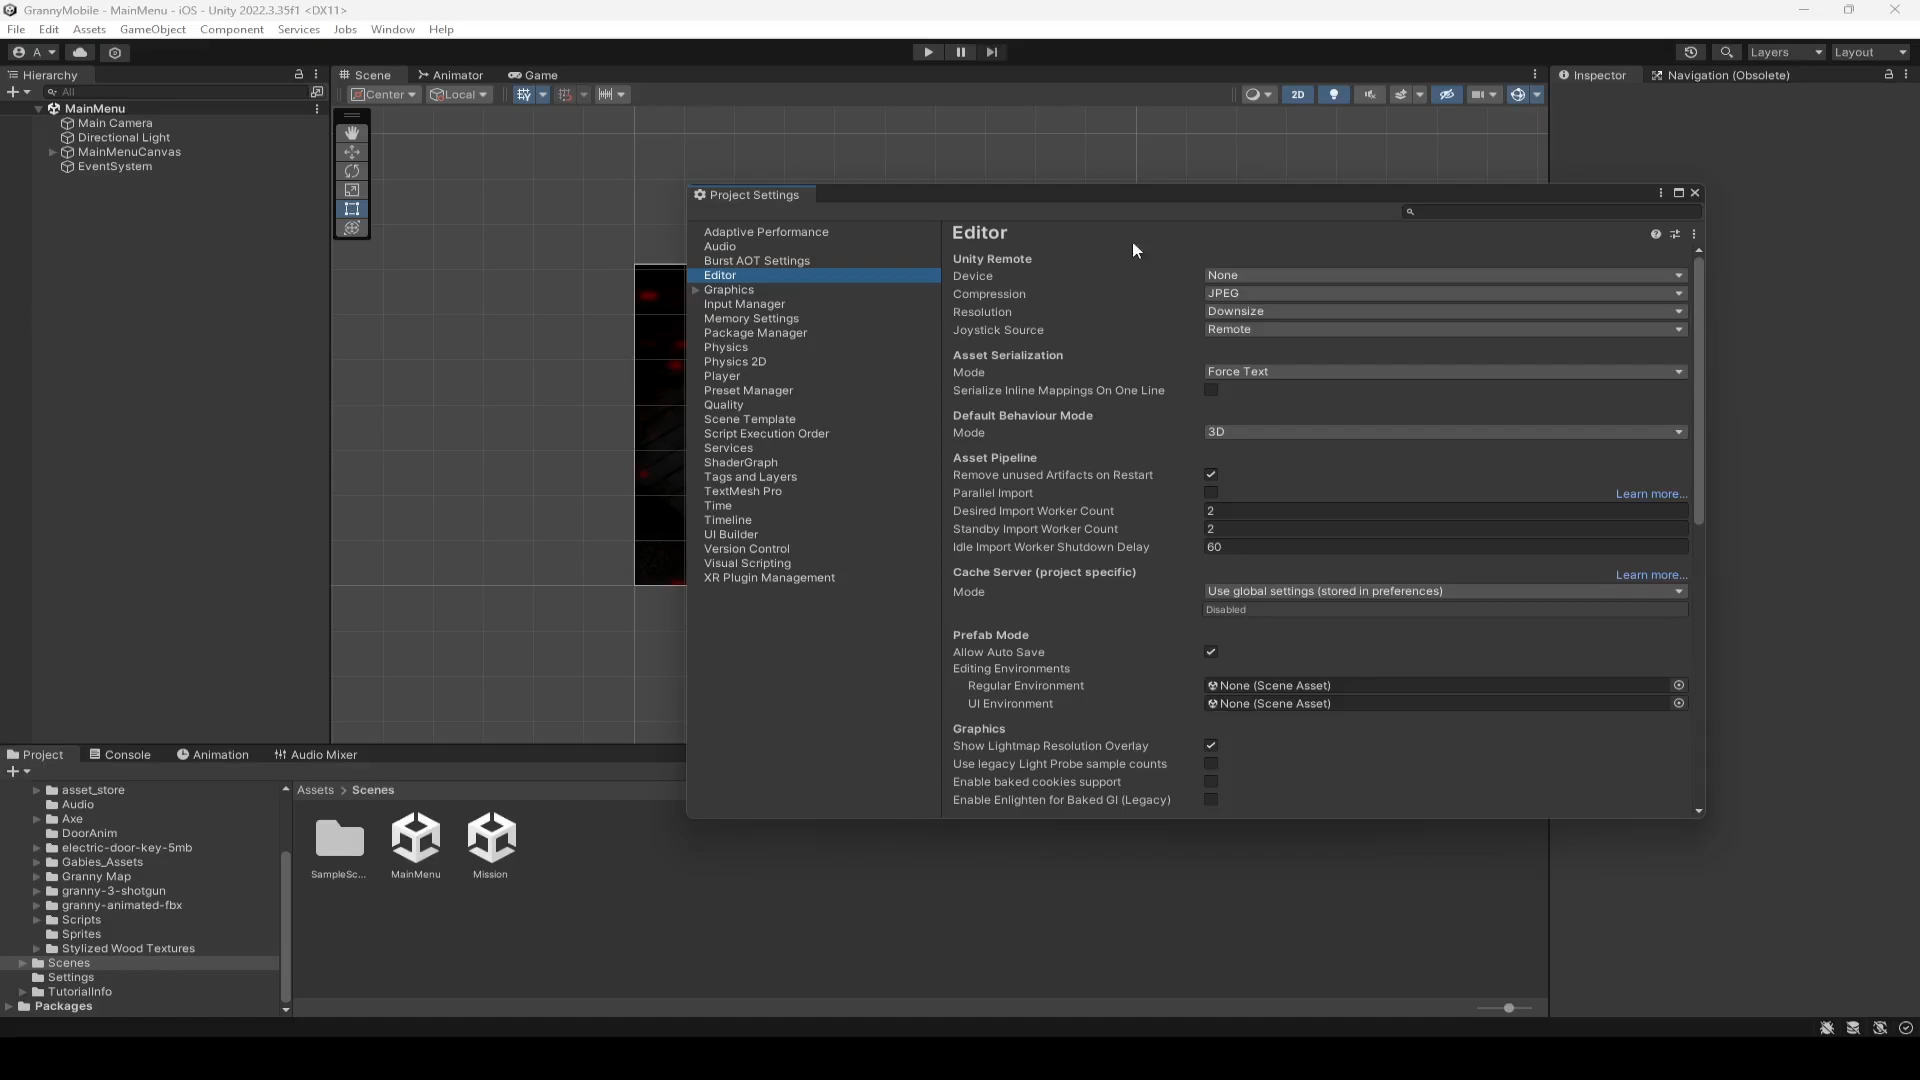 GrannyMobile - MainMenu - iOS - Unity 2022.3.35f1 <DX11>
File Edit Assets GameObject Component Services Jobs Window Help
A Layers Layout
Hierarchy Scene Animator Game Inspector Navigation (Obsolete)
All Center Local 2D
MainMenu
Main Camera
Directional Light
MainMenuCanvas
EventSystem
Project Settings
Adaptive Performance
Audio
Burst AOT Settings
Editor
Graphics
Input Manager
Memory Settings
Package Manager
Physics
Physics 2D
Player
Preset Manager
Quality
Scene Template
Script Execution Order
Services
ShaderGraph
Tags and Layers
TextMesh Pro
Time
Timeline
UI Builder
Version Control
Visual Scripting
XR Plugin Management
Editor
Unity Remote
Device None
Compression JPEG
Resolution Downsize
Joystick Source Remote
Asset Serialization
Mode Force Text
Serialize Inline Mappings On One Line
Default Behaviour Mode
Mode 3D
Asset Pipeline
Remove unused Artifacts on Restart
Parallel Import Learn more...
Desired Import Worker Count 2
Standby Import Worker Count 2
Idle Import Worker Shutdown Delay 60
Cache Server (project specific) Learn more...
Mode Use global settings (stored in preferences)
Disabled
Prefab Mode
Allow Auto Save
Editing Environments
Regular Environment None (Scene Asset)
UI Environment None (Scene Asset)
Graphics
Show Lightmap Resolution Overlay
Use legacy Light Probe sample counts
Enable baked cookies support
Enable Enlighten for Baked GI (Legacy)
Project Console Animation Audio Mixer
asset_store
Audio
Axe
DoorAnim
electric-door-key-5mb
Gabies_Assets
Granny Map
granny-3-shotgun
granny-animated-fbx
Scripts
Sprites
Stylized Wood Textures
Scenes
Settings
TutorialInfo
Packages
Assets > Scenes
SampleSc... MainMenu Mission